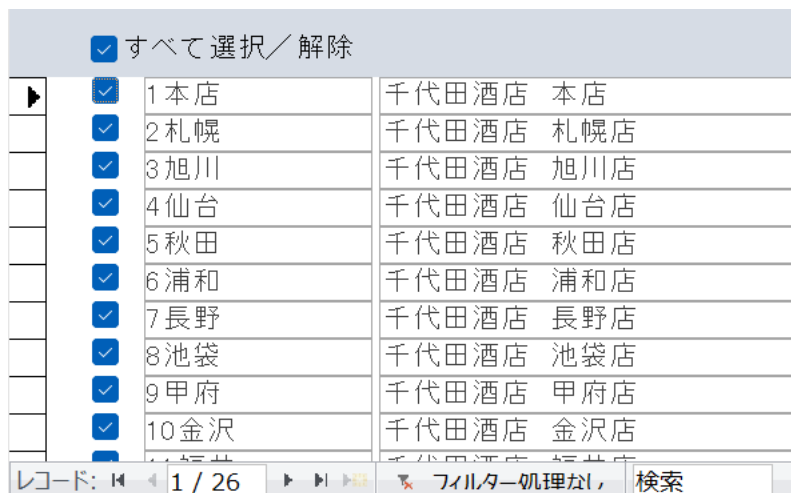 すべて選択／解除
1本店 千代田酒店 本店
2札幌 千代田酒店 札幌店
3旭川 千代田酒店 旭川店
4仙台 千代田酒店 仙台店
5秋田 千代田酒店 秋田店
6浦和 千代田酒店 浦和店
7長野 千代田酒店 長野店
8池袋 千代田酒店 池袋店
9甲府 千代田酒店 甲府店
10金沢 千代田酒店 金沢店
レコード: 1 / 26 フィルター処理なし 検索